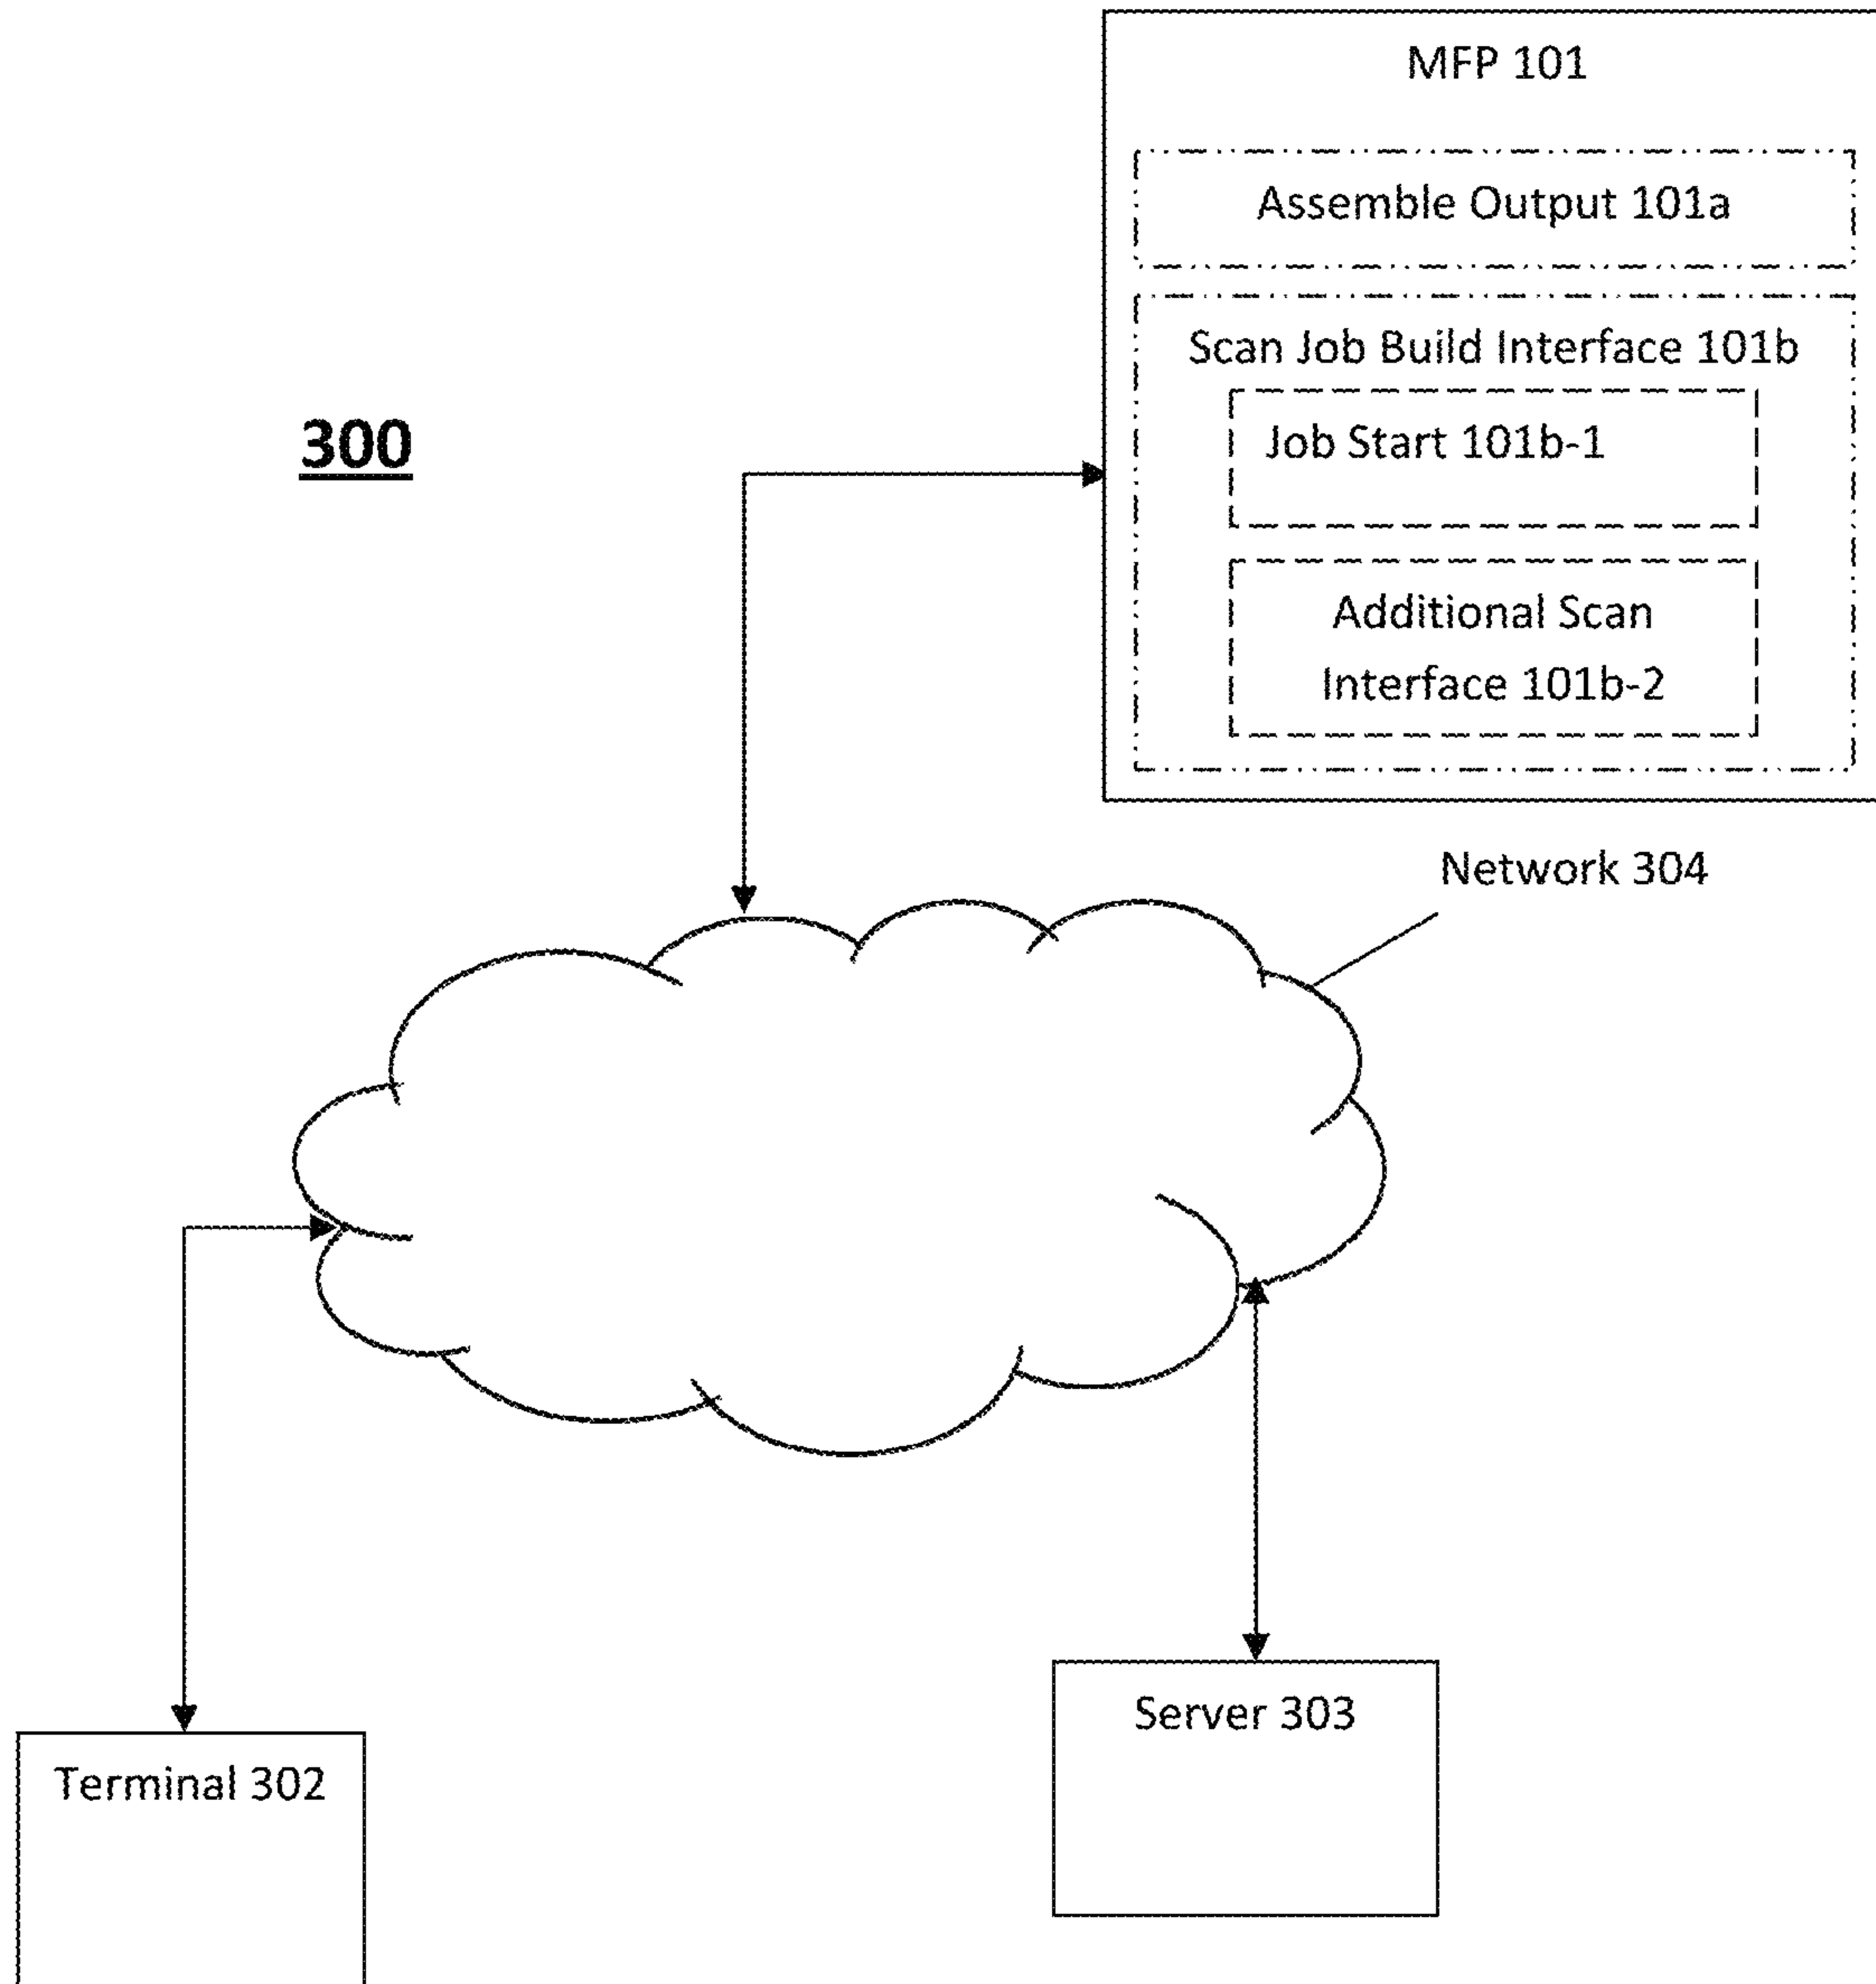 MFP 101
Assemble Output 101a
Scan Job Build Interface 101b
300
Job Start 101b-1
Additional Scan
Interface 101b-2
Network 304
Server 303
Terminal 302